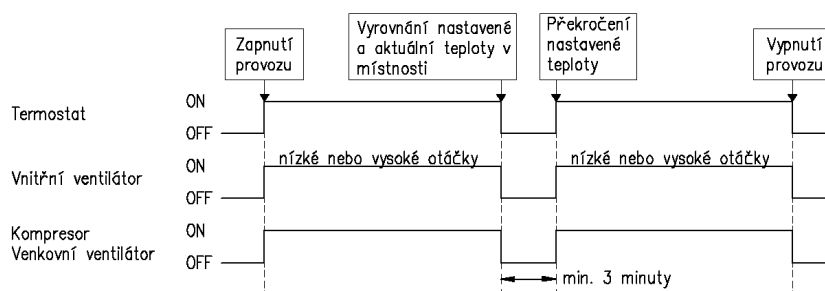 Zapnutí
provozu
Vyrovnání nastavené
a aktuální teploty v
místnosti
Překročení
nastavené
teploty
Vypnutí
provozu
Termostat
ON
OFF
Vnitřní ventilátor
ON
OFF
nízké nebo vysoké otáčky
nízké nebo vysoké otáčky
Kompresor
Venkovní ventilátor
ON
OFF
min. 3 minuty